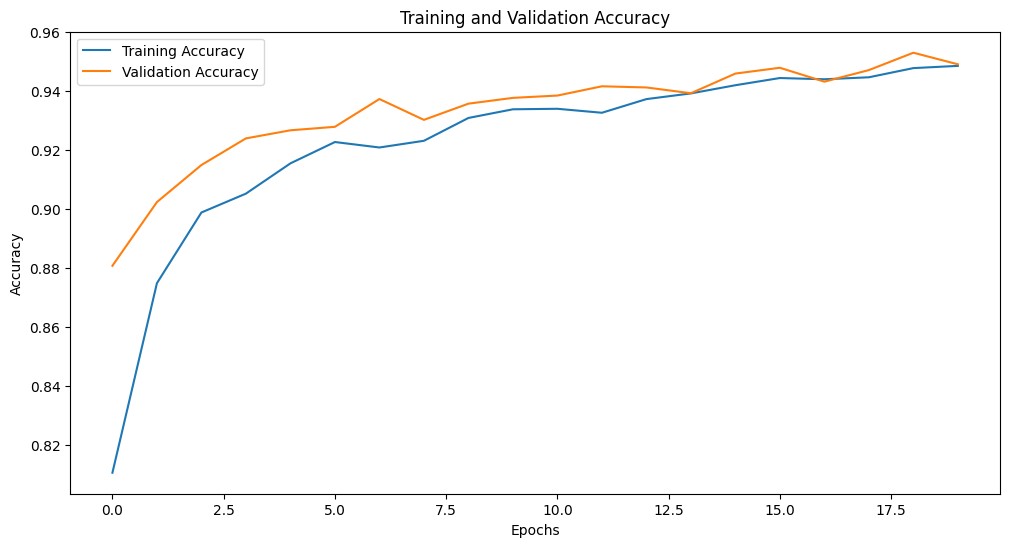 Training and Validation Accuracy
Training Accuracy
Validation Accuracy
Accuracy
0.96
0.94
0.92
0.90
0.88
0.86
0.84
0.82
0.0 2.5 5.0 7.5 10.0 12.5 15.0 17.5
Epochs